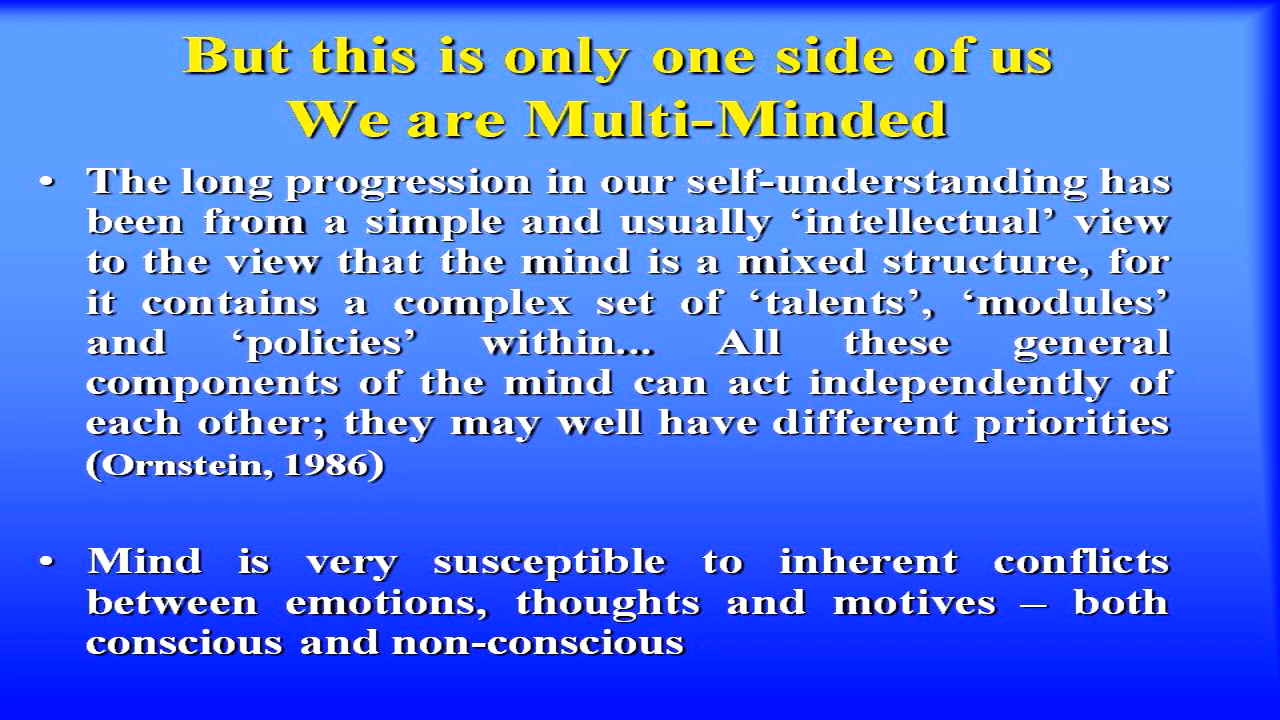 But this is only one side of us
We are Multi-Minded
• The long progression in our self-understanding has
been from a simple and usually ‘intellectual’ view
to the view that the mind is a mixed structure, for
it contains a complex set of ‘talents’, ‘modules’
and ‘policies’ within... All these general
components of the mind can act independently of
each other; they may well have different priorities
(Ornstein, 1986)
• Mind is very susceptible to inherent conflicts
between emotions, thoughts and motives – both
conscious and non-conscious